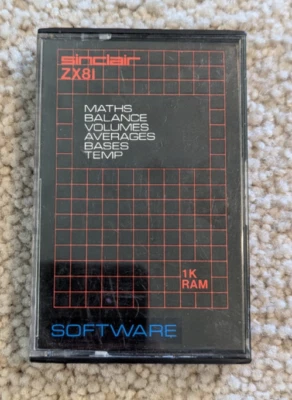 sinclair
ZX81
MATHS
BALANCE
VOLUMES
AVERAGES
BASES
TEMP
1K
RAM
SOFTWARE